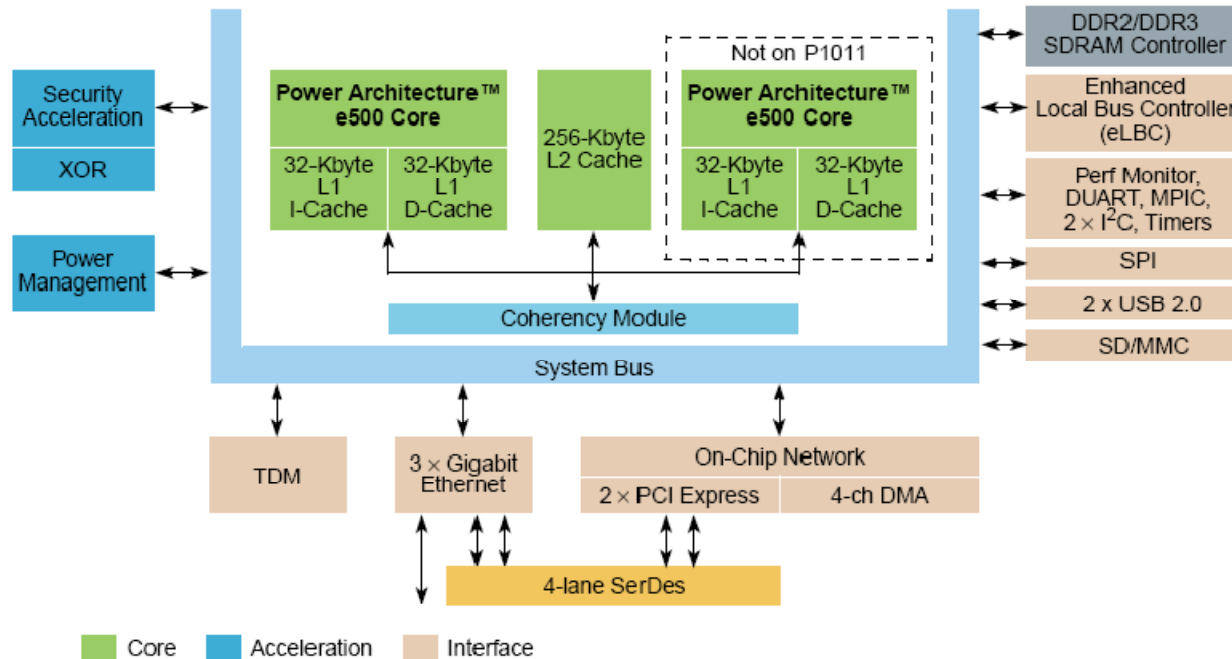 DDR2/DDR3
SDRAM Controller
Not on P1011
Security
Acceleration
XOR
Power Architecture™
e500 Core
32-Kbyte
L1
I-Cache
32-Kbyte
L1
D-Cache
256-Kbyte
L2 Cache
Power Architecture™
e500 Core
32-Kbyte
L1
I-Cache
32-Kbyte
L1
D-Cache
Enhanced
Local Bus Controller
(eLBC)
Perf Monitor,
DUART, MPIC,
2 × I²C, Timers
Power
Management
SPI
2 x USB 2.0
SD/MMC
Coherency Module
System Bus
TDM
3 × Gigabit
Ethernet
On-Chip Network
2 × PCI Express
4-ch DMA
4-lane SerDes
Core
Acceleration
Interface